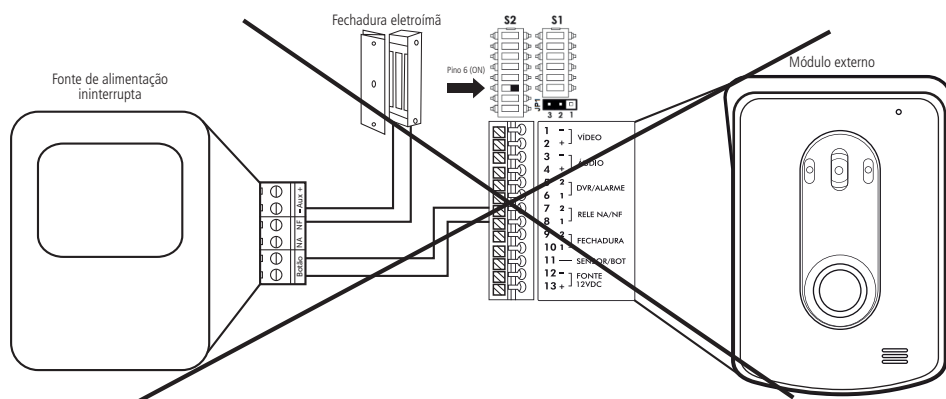 Fechadura eletroímã
S2
S1
Fonte de alimentação
ininterrupta
Pino 6 (ON)
Módulo externo
JP1
3 2 1
1 -
2 +
VÍDEO
3 -
4 +
ÁUDIO
5 2
6 1
DVR/ALARME
7 2
8 1
RELE NA/NF
9 2
10 1
FECHADURA
11
SENSOR/BOT
12 -
13 +
FONTE
12VDC
- Aux +
NF
NA
Botão